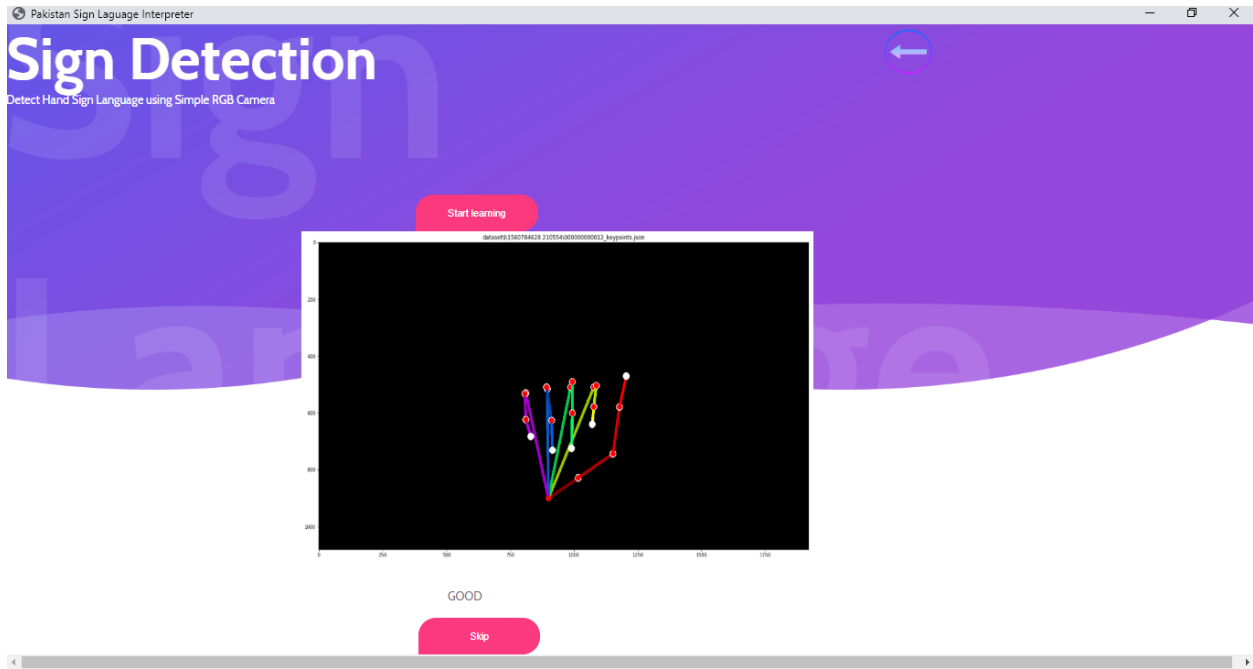 Pakistan Sign Laguage Interpreter
Sign
Sign Detection
Detect Hand Sign Language using Simple RGB Camera
Start learning
0
200
400
600
800
1000
0
250
500
750
1000
1250
1500
1750
GOOD
Skip